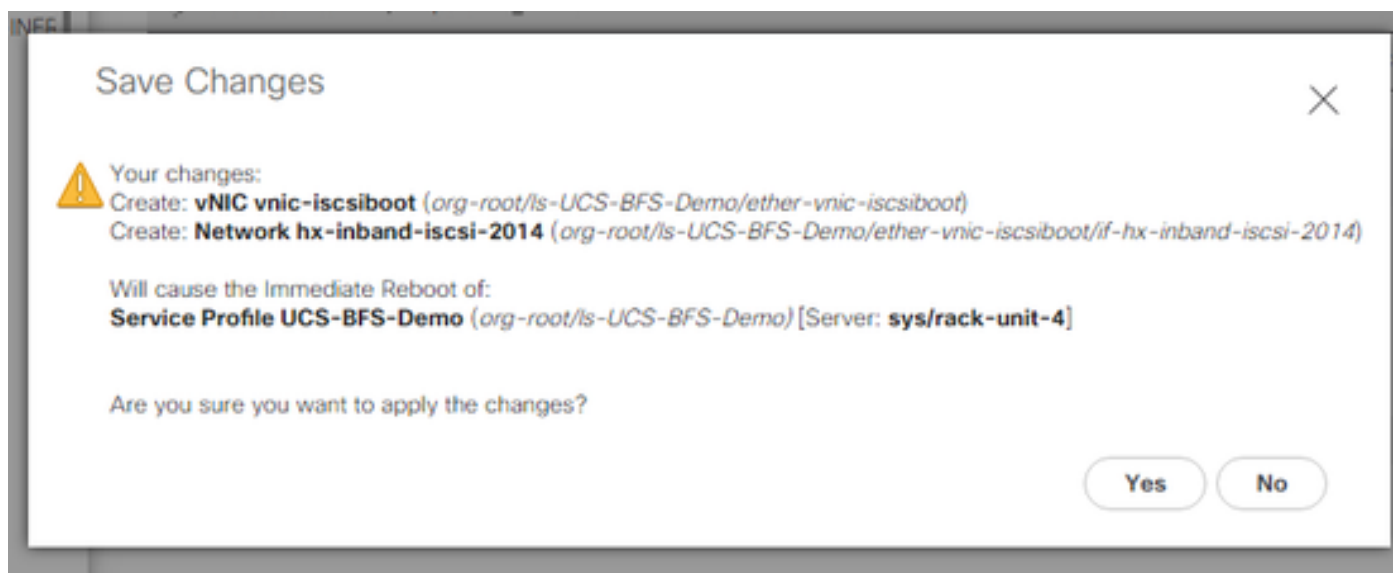 Save Changes
Your changes:
Create: vNIC vnic-iscsiboot (org-root/ls-UCS-BFS-Demo/ether-vnic-iscsiboot)
Create: Network hx-inband-iscsi-2014 (org-root/ls-UCS-BFS-Demo/ether-vnic-iscsiboot/if-hx-inband-iscsi-2014)
Will cause the Immediate Reboot of:
Service Profile UCS-BFS-Demo (org-root/ls-UCS-BFS-Demo) [Server: sys/rack-unit-4]
Are you sure you want to apply the changes?
Yes No